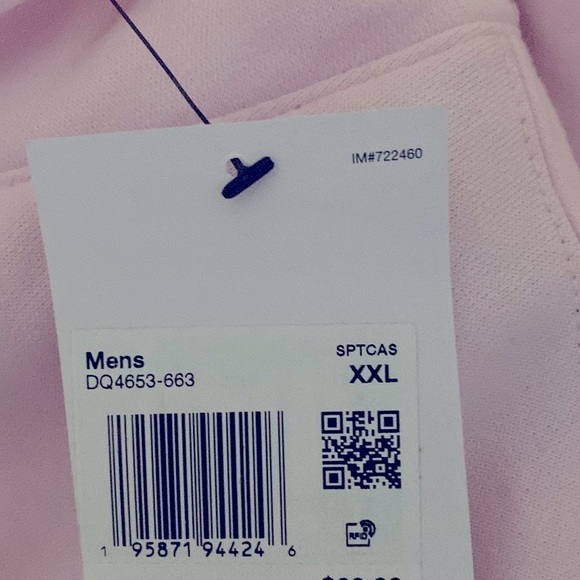 IM#722460
Mens
SPTCAS
DQ4653-663
XXL
RFID
1 95871 94424 6